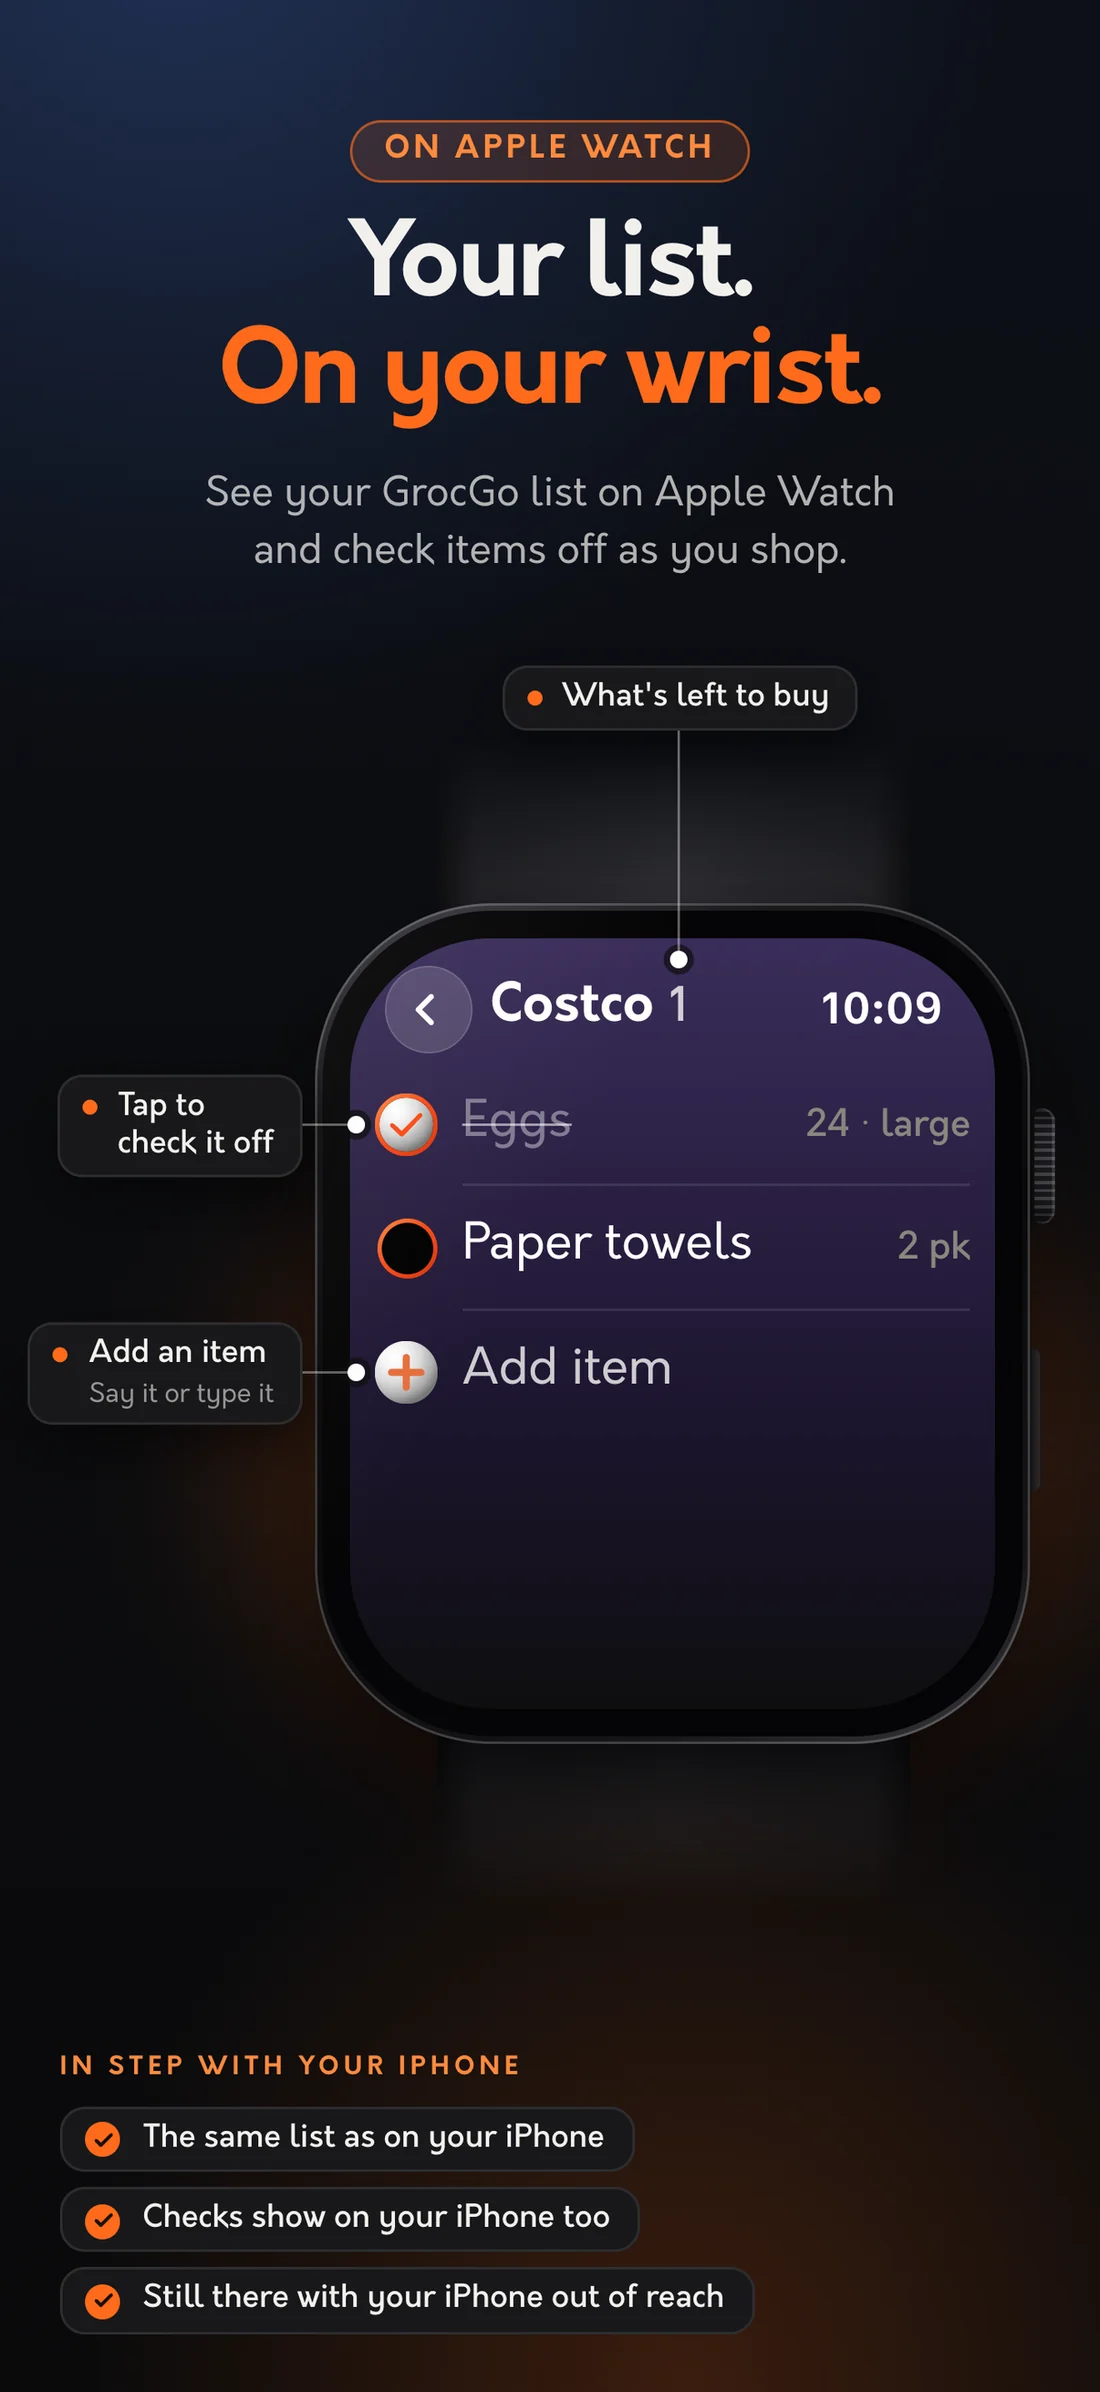 ON APPLE WATCH
Your list.
On your wrist.
See your GrocGo list on Apple Watch
and check items off as you shop.
What's left to buy
Costco 1
10:09
Tap to
check it off
Eggs
24 · large
Paper towels
2 pk
Add an item
Say it or type it
Add item
IN STEP WITH YOUR IPHONE
The same list as on your iPhone
Checks show on your iPhone too
Still there with your iPhone out of reach